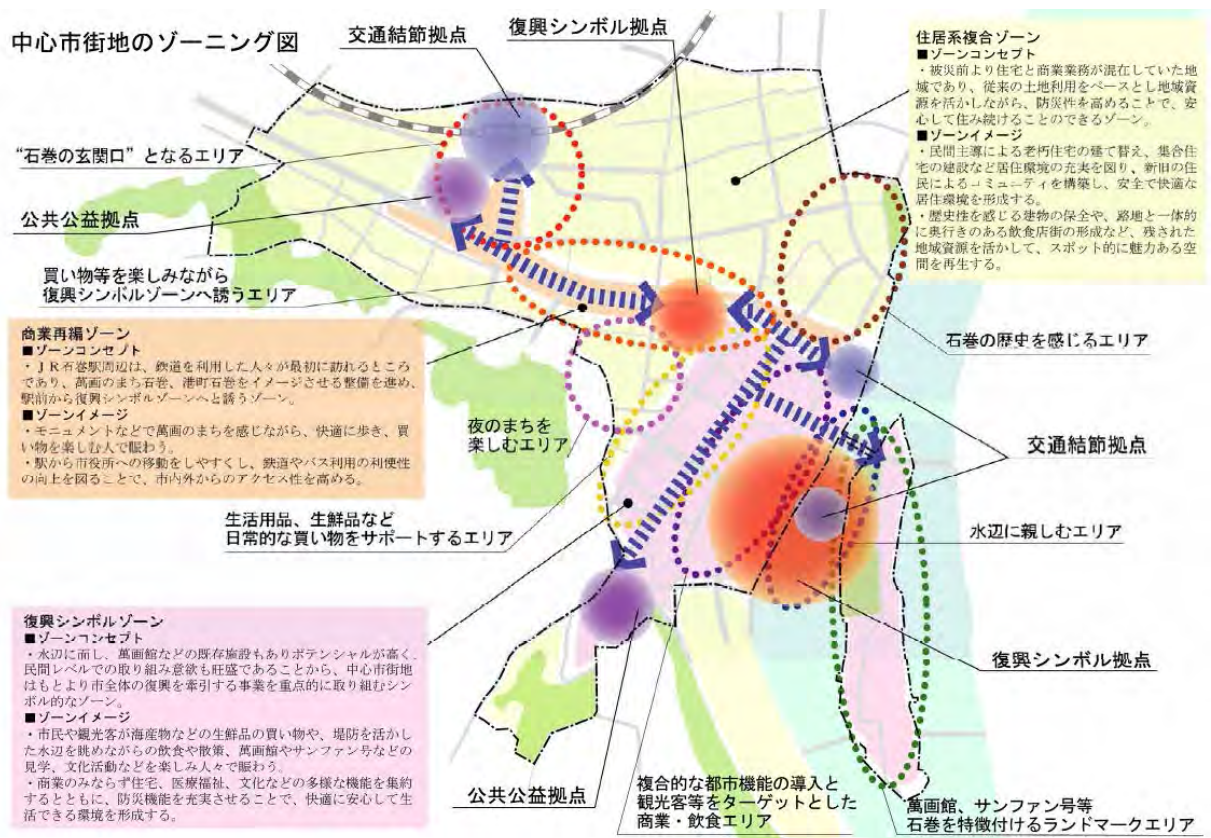 中心市街地のゾーニング図
交通結節拠点
復興シンボル拠点
住居系複合ゾーン
■ゾーンコンセプト
・被災前より住宅と商業業務が混在していた地
域であり、従来の土地利用をベースとし地域資
源を活かしながら、防災性を高めることで、安
心して住み続けることのできるゾーン。
■ゾーンイメージ
・民間主導による老朽住宅の建て替え、集合住
宅の建設など居住環境の充実を図り、新旧の住
民によるコミュニティを構築し、安全で快適な
居住環境を形成する。
・歴史性を感じる建物の保全や、路地と一体的
に奥行きのある飲食店街の形成など、残された
地域資源を活かして、スポット的に魅力ある空
間を再生する。
“石巻の玄関口”となるエリア
公共公益拠点
買い物等を楽しみながら
復興シンボルゾーンへ誘うエリア
商業再編ゾーン
■ゾーンコンセプト
・JR石巻駅周辺は、鉄道を利用した人々が最初に訪れるところ
であり、萬画のまち石巻、港町石巻をイメージさせる整備を進め、
駅前から復興シンボルゾーンへと誘うゾーン。
■ゾーンイメージ
・モニュメントなどで萬画のまちを感じながら、快適に歩き、買
い物を楽しむ人で賑わう。
・駅から市役所への移動をしやすくし、鉄道やバス利用の利便性
の向上を図ることで、市内外からのアクセス性を高める。
石巻の歴史を感じるエリア
夜のまちを
楽しむエリア
交通結節拠点
生活用品、生鮮品など
日常的な買い物をサポートするエリア
水辺に親しむエリア
復興シンボルゾーン
■ゾーンコンセプト
・水辺に面し、萬画館などの既存施設もありポテンシャルが高く、
民間レベルでの取り組み意欲も旺盛であることから、中心市街地
はもとより市全体の復興を牽引する事業を重点的に取り組むシン
ボル的なゾーン。
■ゾーンイメージ
・市民や観光客が海産物などの生鮮品の買い物や、堤防を活かし
た水辺を眺めながらの飲食や散策、萬画館やサンファン号などの
見学、文化活動などを楽しみ人々で賑わう。
・商業のみならず住宅、医療福祉、文化などの多様な機能を集約
するとともに、防災機能を充実させることで、快適に安心して生
活できる環境を形成する。
復興シンボル拠点
公共公益拠点
複合的な都市機能の導入と
観光客等をターゲットとした
商業・飲食エリア
萬画館、サンファン号等
石巻を特徴付けるランドマークエリア